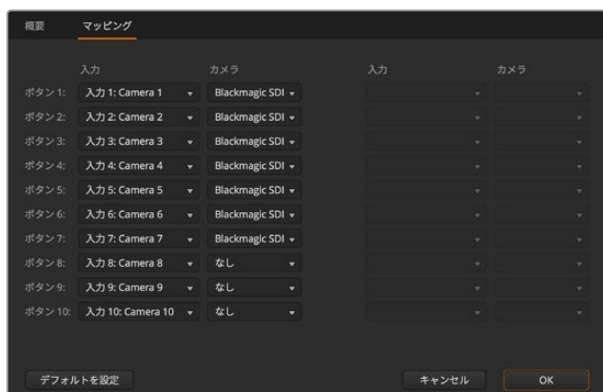 概要 マッピング
入力 カメラ 入力 カメラ
ボタン 1: 入力 1: Camera 1 Blackmagic SDI
ボタン 2: 入力 2: Camera 2 Blackmagic SDI
ボタン 3: 入力 3: Camera 3 Blackmagic SDI
ボタン 4: 入力 4: Camera 4 Blackmagic SDI
ボタン 5: 入力 5: Camera 5 Blackmagic SDI
ボタン 6: 入力 6: Camera 6 Blackmagic SDI
ボタン 7: 入力 7: Camera 7 Blackmagic SDI
ボタン 8: 入力 8: Camera 8 なし
ボタン 9: 入力 9: Camera 9 なし
ボタン 10: 入力 10: Camera 10 なし
デフォルトを設定 キャンセル OK